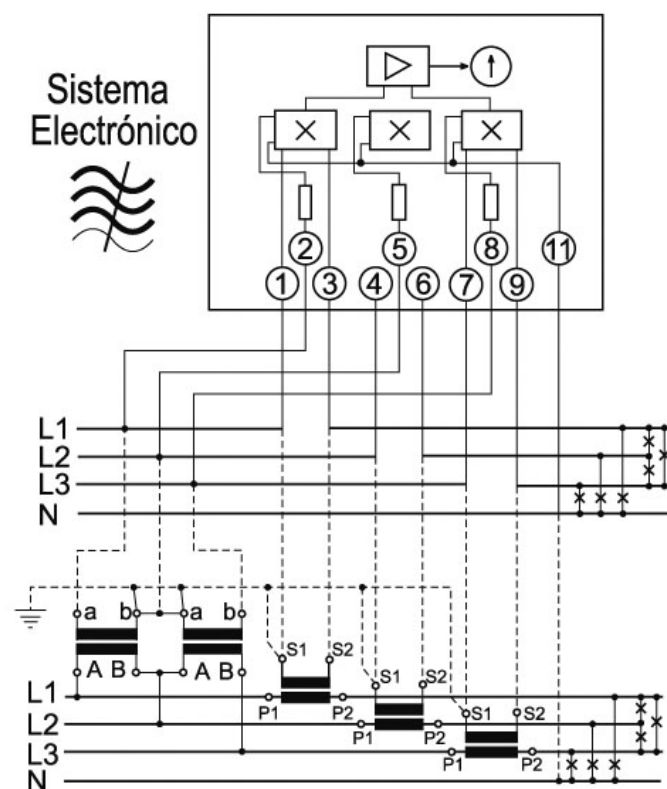 Sistema
Electrónico
2 5 8 11
1 3 4 6 7 9
L1
L2
L3
N
a b a b
A B A B
S1 S2
L1
P1 P2
S1 S2
L2
P1 P2
S1 S2
L3
P1 P2
N